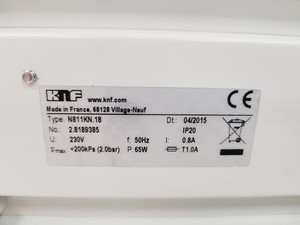 KNF www.knf.com
Made in France, 68128 Village-Neuf
CE
Type: N811KN.18 Dt.: 04/2015
No.: 2.8189385 IP20
U: 230V f: 50Hz I: 0.8A
Pmax +200kPs (2.0bar) P: 65W T1.0A